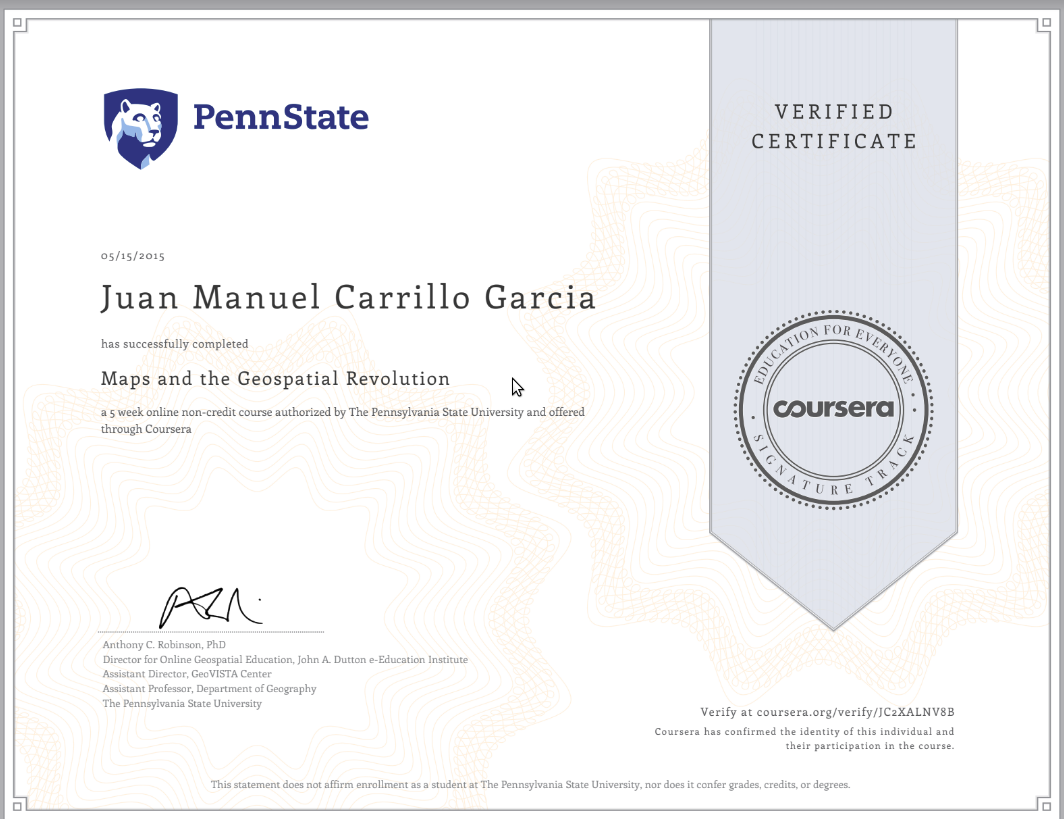 PennState
VERIFIED
CERTIFICATE
05/15/2015
Juan Manuel Carrillo Garcia
has successfully completed
Maps and the Geospatial Revolution
a 5 week online non-credit course authorized by The Pennsylvania State University and offered
through Coursera
EDUCATION FOR EVERYONE
coursera
SIGNATURE TRACK
Anthony C. Robinson, PhD
Director for Online Geospatial Education, John A. Dutton e-Education Institute
Assistant Director, GeoVISTA Center
Assistant Professor, Department of Geography
The Pennsylvania State University
Verify at coursera.org/verify/JC2XALNV8B
Coursera has confirmed the identity of this individual and
their participation in the course.
This statement does not affirm enrollment as a student at The Pennsylvania State University, nor does it confer grades, credits, or degrees.